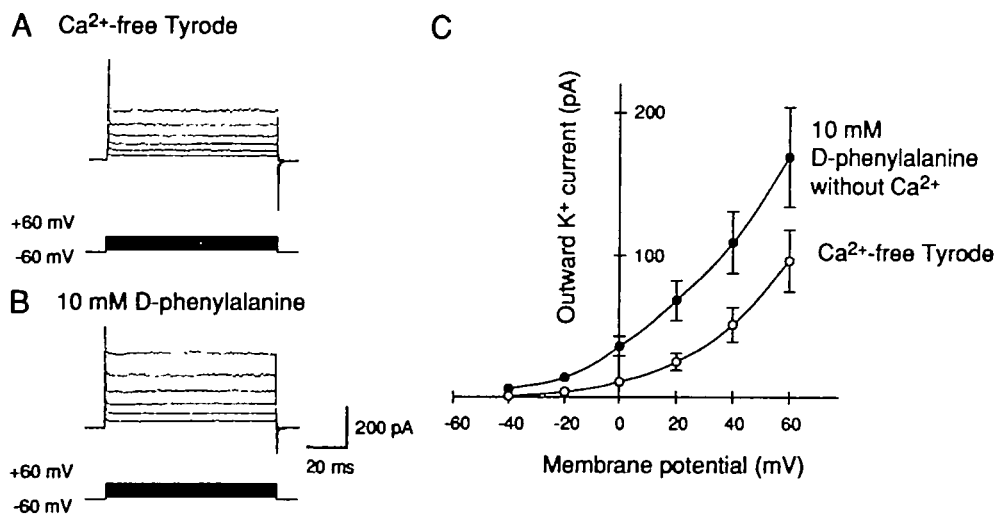 A Ca²⁺-free Tyrode
+60 mV
-60 mV
B 10 mM D-phenylalanine
200 pA
20 ms
+60 mV
-60 mV
C
Outward K⁺ current (pA)
200
100
10 mM
D-phenylalanine
without Ca²⁺
Ca²⁺-free Tyrode
-60 -40 -20 0 20 40 60
Membrane potential (mV)